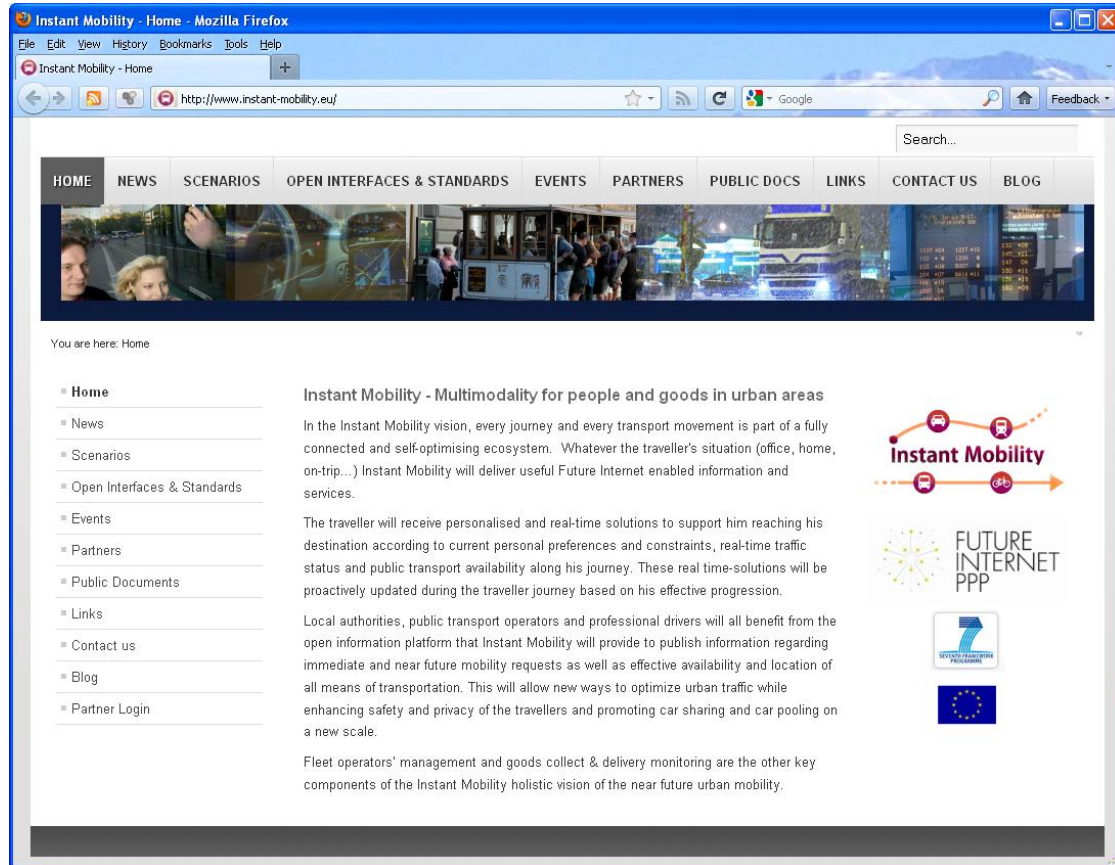 Instant Mobility - Home - Mozilla Firefox
File Edit View History Bookmarks Tools Help
Instant Mobility - Home
http://www.instant-mobility.eu/
Google
Feedback
Search...
HOME NEWS SCENARIOS OPEN INTERFACES & STANDARDS EVENTS PARTNERS PUBLIC DOCS LINKS CONTACT US BLOG
17
You are here: Home
Home
News
Scenarios
Open Interfaces & Standards
Events
Partners
Public Documents
Links
Contact us
Blog
Partner Login
Instant Mobility - Multimodality for people and goods in urban areas
In the Instant Mobility vision, every journey and every transport movement is part of a fully
connected and self-optimising ecosystem. Whatever the traveller's situation (office, home,
on-trip...) Instant Mobility will deliver useful Future Internet enabled information and
services.
The traveller will receive personalised and real-time solutions to support him reaching his
destination according to current personal preferences and constraints, real-time traffic
status and public transport availability along his journey. These real time-solutions will be
proactively updated during the traveller journey based on his effective progression.
Local authorities, public transport operators and professional drivers will all benefit from the
open information platform that Instant Mobility will provide to publish information regarding
immediate and near future mobility requests as well as effective availability and location of
all means of transportation. This will allow new ways to optimize urban traffic while
enhancing safety and privacy of the travellers and promoting car sharing and car pooling on
a new scale.
Fleet operators' management and goods collect & delivery monitoring are the other key
components of the Instant Mobility holistic vision of the near future urban mobility.
Instant Mobility
FUTURE
INTERNET
PPP
SEVENTH FRAMEWORK
PROGRAMME